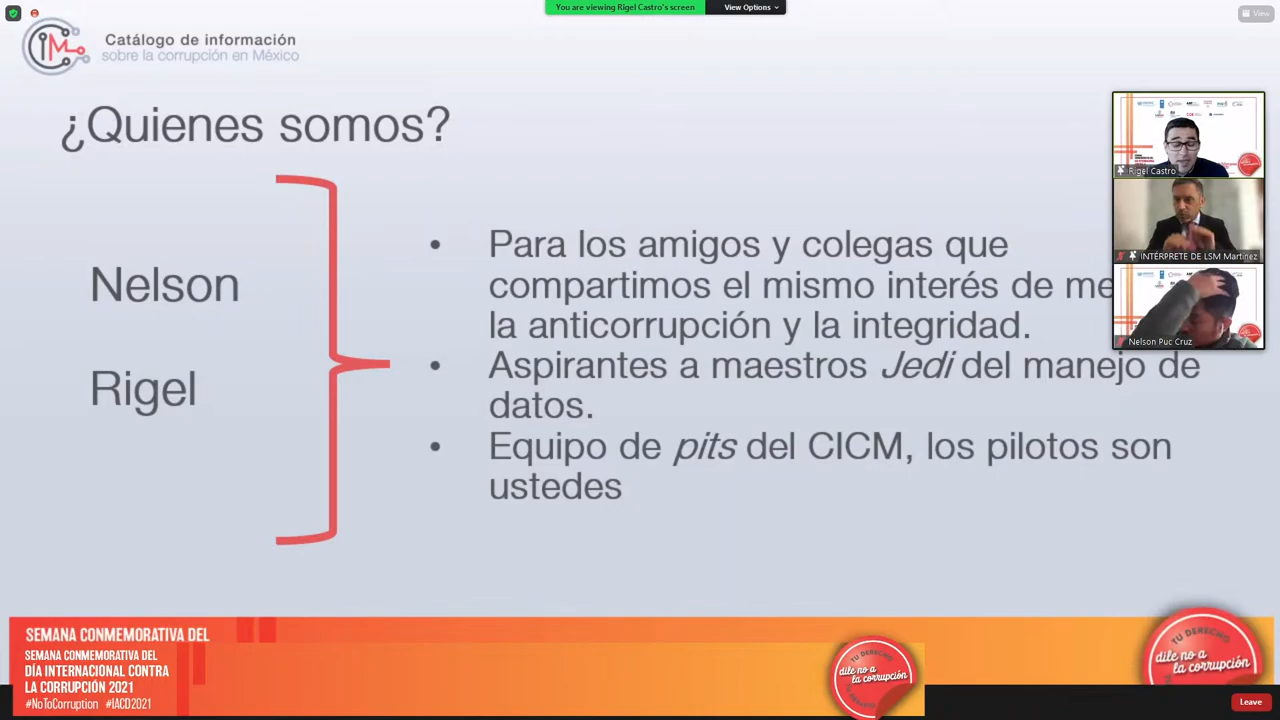 You are viewing Rigel Castro's screen
View Options
View
Catálogo de información
sobre la corrupción en México
¿Quienes somos?
Nelson
Rigel
• Para los amigos y colegas que
compartimos el mismo interés de me
la anticorrupción y la integridad.
• Aspirantes a maestros Jedi del manejo de
datos.
• Equipo de pits del CICM, los pilotos son
ustedes
Rigel Castro
INTÉRPRETE DE LSM Martinez
Nelson Puc Cruz
SEMANA CONMEMORATIVA DEL
SEMANA CONMEMORATIVA DEL
DÍA INTERNACIONAL CONTRA
LA CORRUPCIÓN 2021
#NoToCorruption #IACD2021
TU DERECHO
dile no a
la corrupción
TU DERECHO
dile no a
la corrupción
Leave